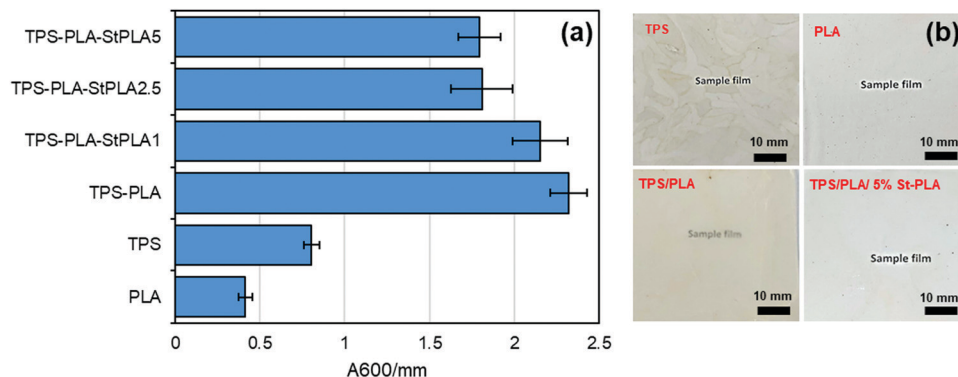 (a)
TPS-PLA-StPLA5
TPS-PLA-StPLA2.5
TPS-PLA-StPLA1
TPS-PLA
TPS
PLA
0 0.5 1 1.5 2 2.5
A600/mm
(b)
TPS
Sample film
10 mm
PLA
Sample film
10 mm
TPS/PLA
Sample film
10 mm
TPS/PLA/ 5% St-PLA
Sample film
10 mm